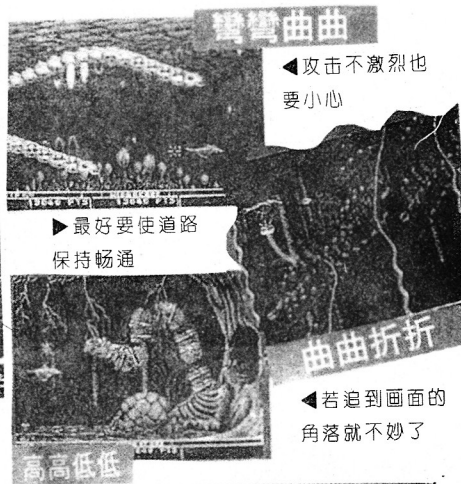 彎彎曲曲
◀攻击不激烈也
要小心
▶最好要使道路
保持畅通
曲曲折折
◀若追到画面的
角落就不妙了
高高低低